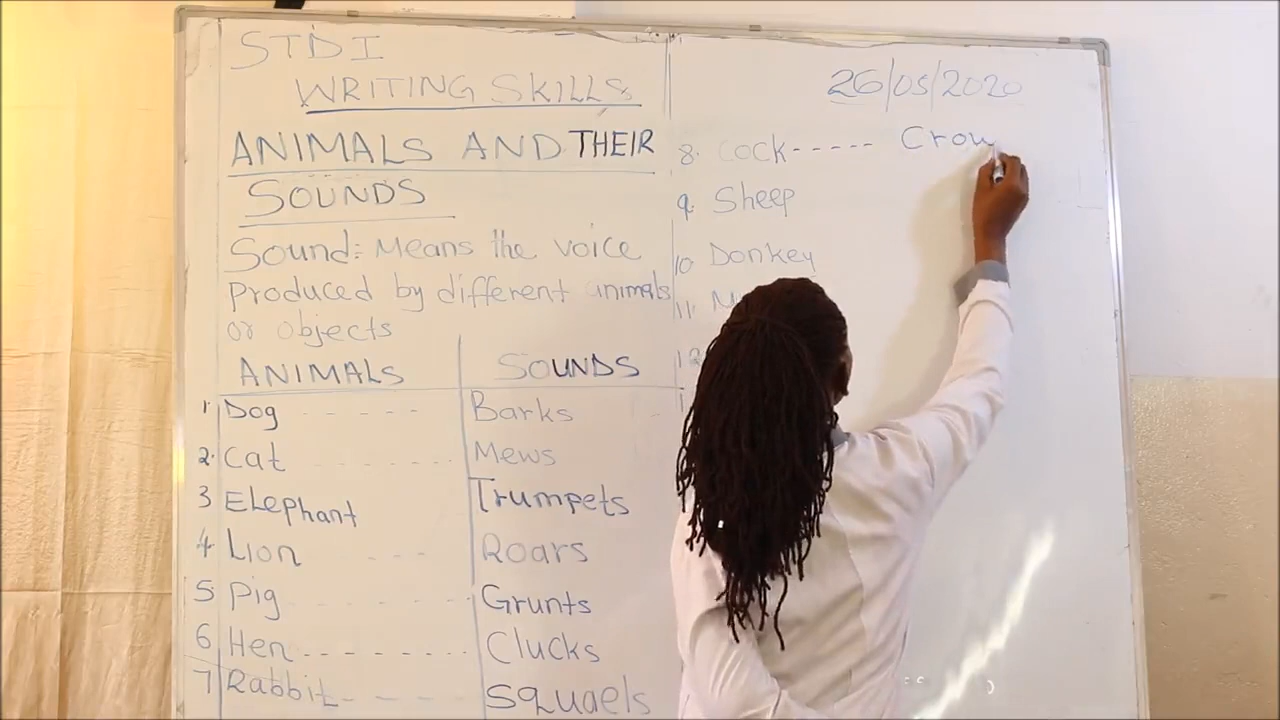 STD I
WRITING SKILLS
26/05/2020
ANIMALS AND THEIR
SOUNDS
Sound: Means the voice
produced by different animals
or objects
ANIMALS SOUNDS
1. Dog ------ Barks
2. Cat ------- Mews
3 Elephant Trumpets
4. Lion --- Roars
5. Pig ------- Grunts
6 Hen -------- Clucks
7 Rabbit ---- Squaels
8. Cock ----- Crow
9. Sheep
10 Donkey
11.
12